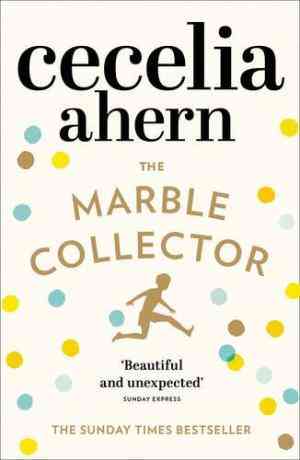 cecelia
ahern
THE
MARBLE
COLLECTOR
‘Beautiful
and unexpected’
SUNDAY EXPRESS
THE SUNDAY TIMES BESTSELLER